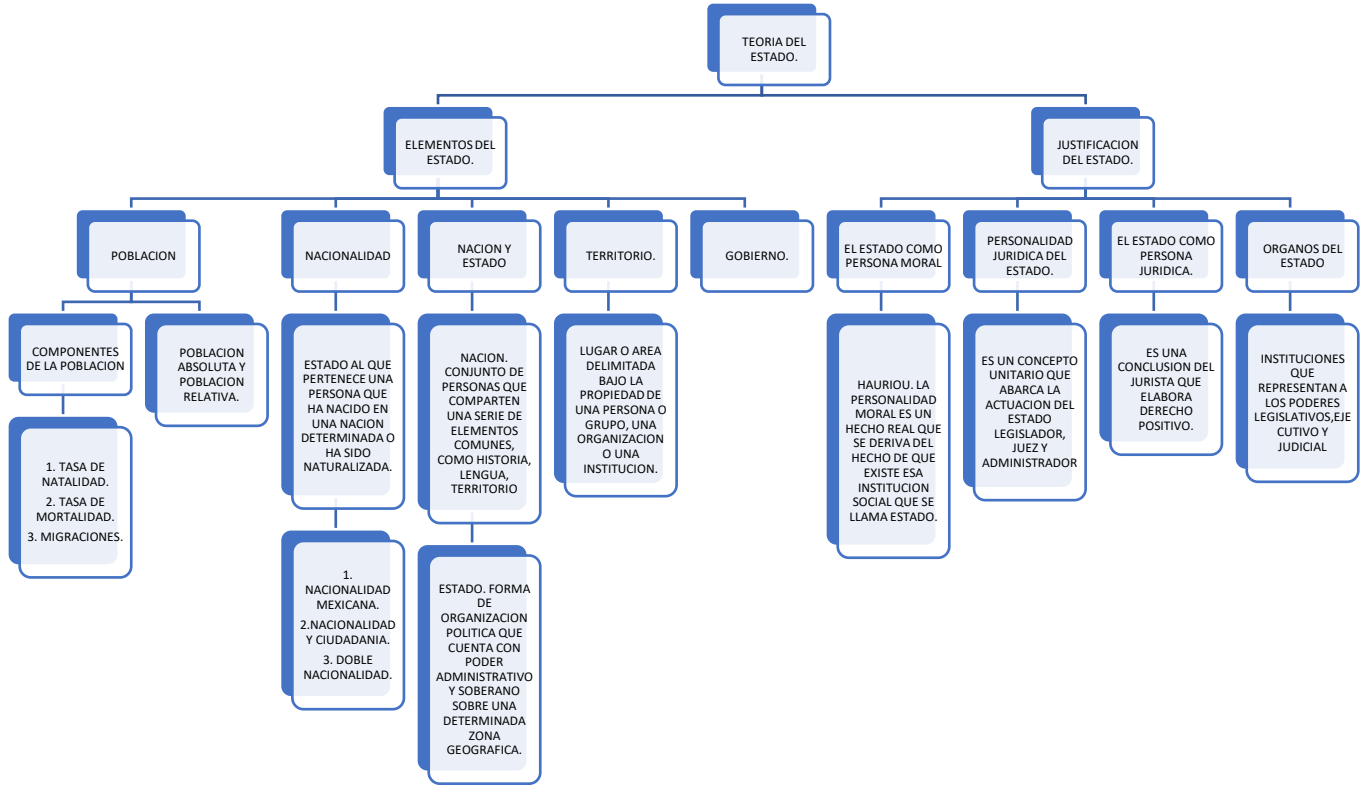 TEORIA DEL
ESTADO.
ELEMENTOS DEL
ESTADO.
JUSTIFICACION
DEL ESTADO.
POBLACION
NACIONALIDAD
NACION Y
ESTADO
TERRITORIO.
GOBIERNO.
EL ESTADO COMO
PERSONA MORAL
PERSONALIDAD
JURIDICA DEL
ESTADO.
EL ESTADO COMO
PERSONA
JURIDICA.
ORGANOS DEL
ESTADO
COMPONENTES
DE LA POBLACION
POBLACION
ABSOLUTA Y
POBLACION
RELATIVA.
ESTADO AL QUE
PERTENECE UNA
PERSONA QUE
HA NACIDO EN
UNA NACION
DETERMINADA O
HA SIDO
NATURALIZADA.
NACION.
CONJUNTO DE
PERSONAS QUE
COMPARTEN
UNA SERIE DE
ELEMENTOS
COMUNES,
COMO HISTORIA,
LENGUA,
TERRITORIO
LUGAR O AREA
DELIMITADA
BAJO LA
PROPIEDAD DE
UNA PERSONA O
GRUPO, UNA
ORGANIZACION
O UNA
INSTITUCION.
HAURIOU. LA
PERSONALIDAD
MORAL ES UN
HECHO REAL QUE
SE DERIVA DEL
HECHO DE QUE
EXISTE ESA
INSTITUCION
SOCIAL QUE SE
LLAMA ESTADO.
ES UN CONCEPTO
UNITARIO QUE
ABARCA LA
ACTUACION DEL
ESTADO
LEGISLADOR,
JUEZ Y
ADMINISTRADOR
ES UNA
CONCLUSION DEL
JURISTA QUE
ELABORA
DERECHO
POSITIVO.
INSTITUCIONES
QUE
REPRESENTAN A
LOS PODERES
LEGISLATIVOS,EJE
CUTIVO Y
JUDICIAL
1. TASA DE
NATALIDAD.
2. TASA DE
MORTALIDAD.
3. MIGRACIONES.
1.
NACIONALIDAD
MEXICANA.
2.NACIONALIDAD
Y CIUDADANIA.
3. DOBLE
NACIONALIDAD.
ESTADO. FORMA
DE
ORGANIZACION
POLITICA QUE
CUENTA CON
PODER
ADMINISTRATIVO
Y SOBERANO
SOBRE UNA
DETERMINADA
ZONA
GEOGRAFICA.